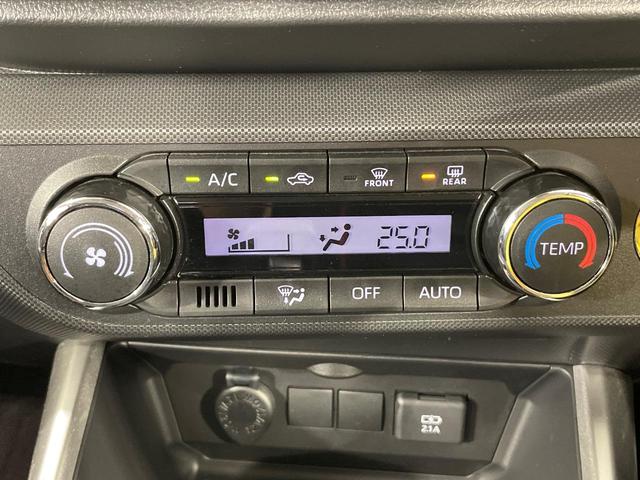 A/C
FRONT
REAR
25.0
TEMP
OFF
AUTO
2.1A